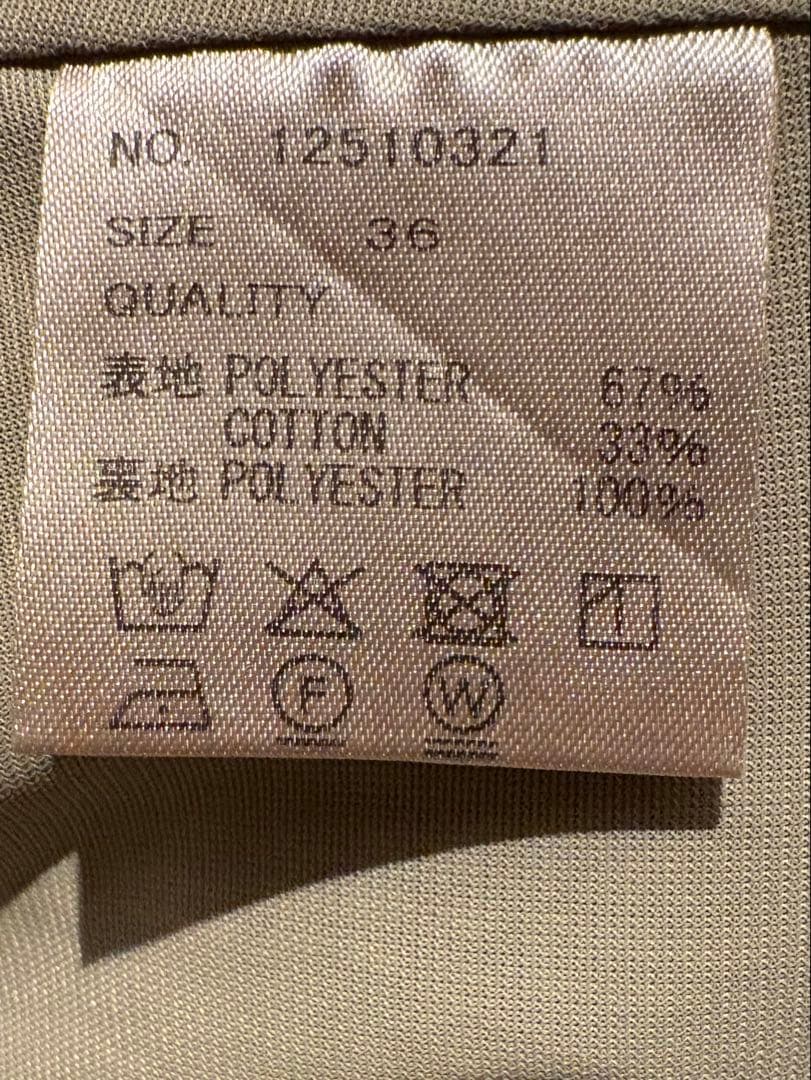 NO. 12510321
SIZE 36
QUALITY
表地 POLYESTER 67%
COTTON 33%
裏地 POLYESTER 100%
F W